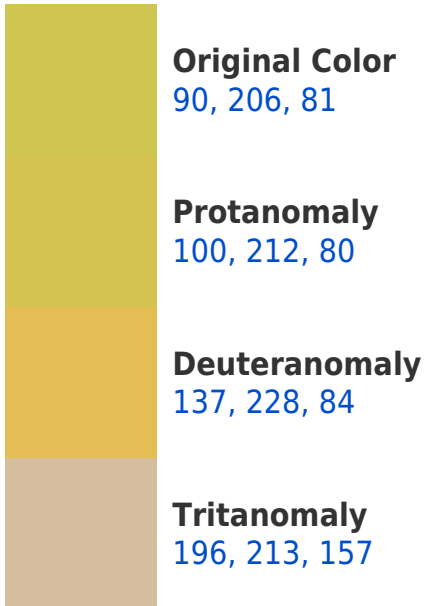 Original Color
90, 206, 81
Protanomaly
100, 212, 80
Deuteranomaly
137, 228, 84
Tritanomaly
196, 213, 157